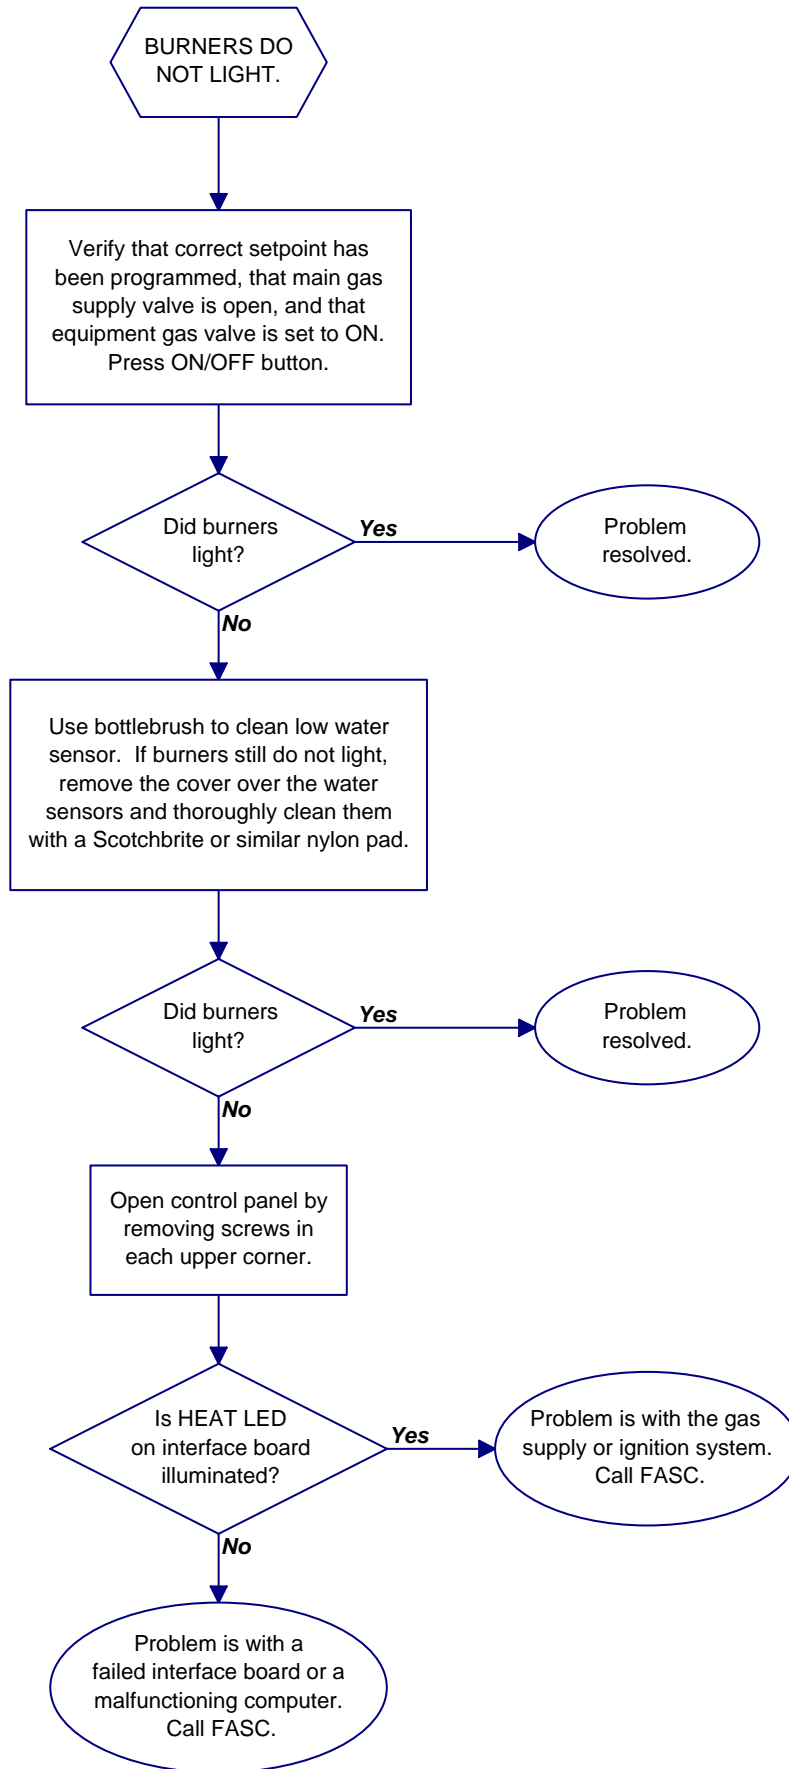 BURNERS DO
NOT LIGHT.
Verify that correct setpoint has
been programmed, that main gas
supply valve is open, and that
equipment gas valve is set to ON.
Press ON/OFF button.
Did burners
light?
Yes
Problem
resolved.
No
Use bottlebrush to clean low water
sensor.  If burners still do not light,
remove the cover over the water
sensors and thoroughly clean them
with a Scotchbrite or similar nylon pad.
Did burners
light?
Yes
Problem
resolved.
No
Open control panel by
removing screws in
each upper corner.
Is HEAT LED
on interface board
illuminated?
Yes
Problem is with the gas
supply or ignition system.
Call FASC.
No
Problem is with a
failed interface board or a
malfunctioning computer.
Call FASC.